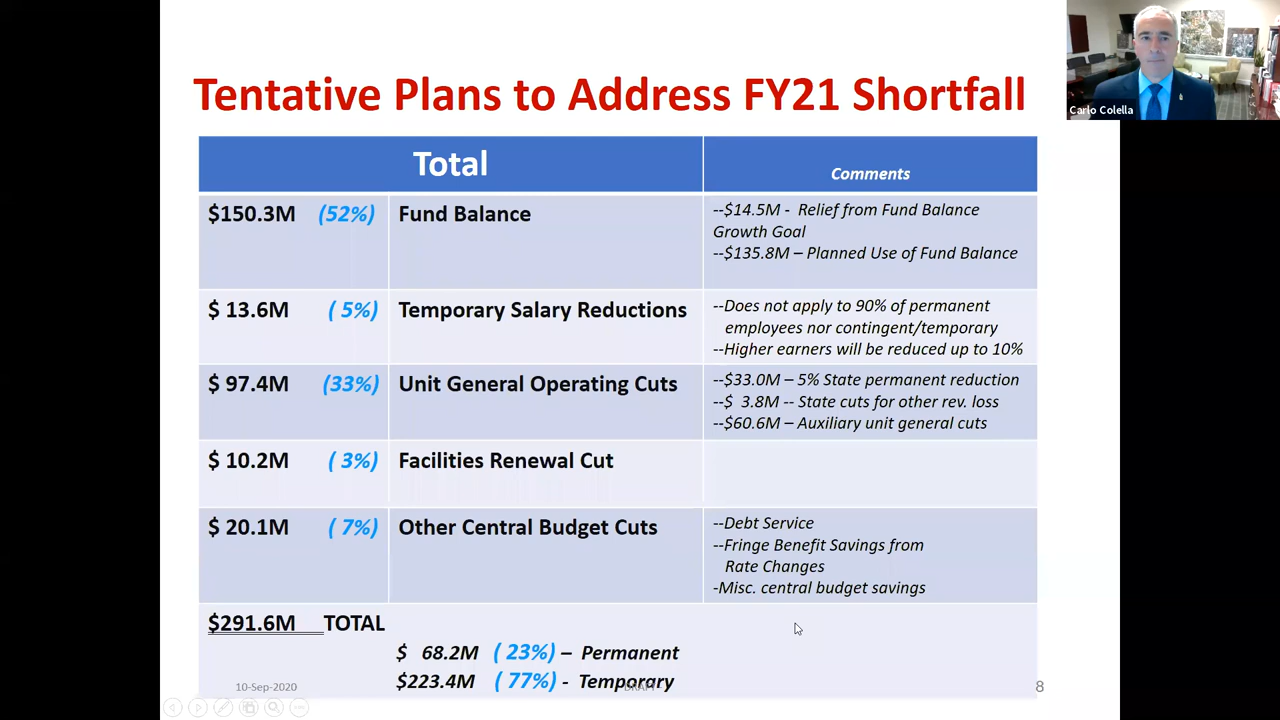 Carlo Colella
Tentative Plans to Address FY21 Shortfall
Total
Comments
$150.3M (52%) Fund Balance
--$14.5M - Relief from Fund Balance
Growth Goal
--$135.8M – Planned Use of Fund Balance
$ 13.6M ( 5%) Temporary Salary Reductions
--Does not apply to 90% of permanent
employees nor contingent/temporary
--Higher earners will be reduced up to 10%
$ 97.4M (33%) Unit General Operating Cuts
--$33.0M – 5% State permanent reduction
--$ 3.8M -- State cuts for other rev. loss
--$60.6M – Auxiliary unit general cuts
$ 10.2M ( 3%) Facilities Renewal Cut
$ 20.1M ( 7%) Other Central Budget Cuts
--Debt Service
--Fringe Benefit Savings from
Rate Changes
-Misc. central budget savings
$291.6M TOTAL
$ 68.2M ( 23%) – Permanent
$223.4M ( 77%) - Temporary
10-Sep-2020
DRAFT
8